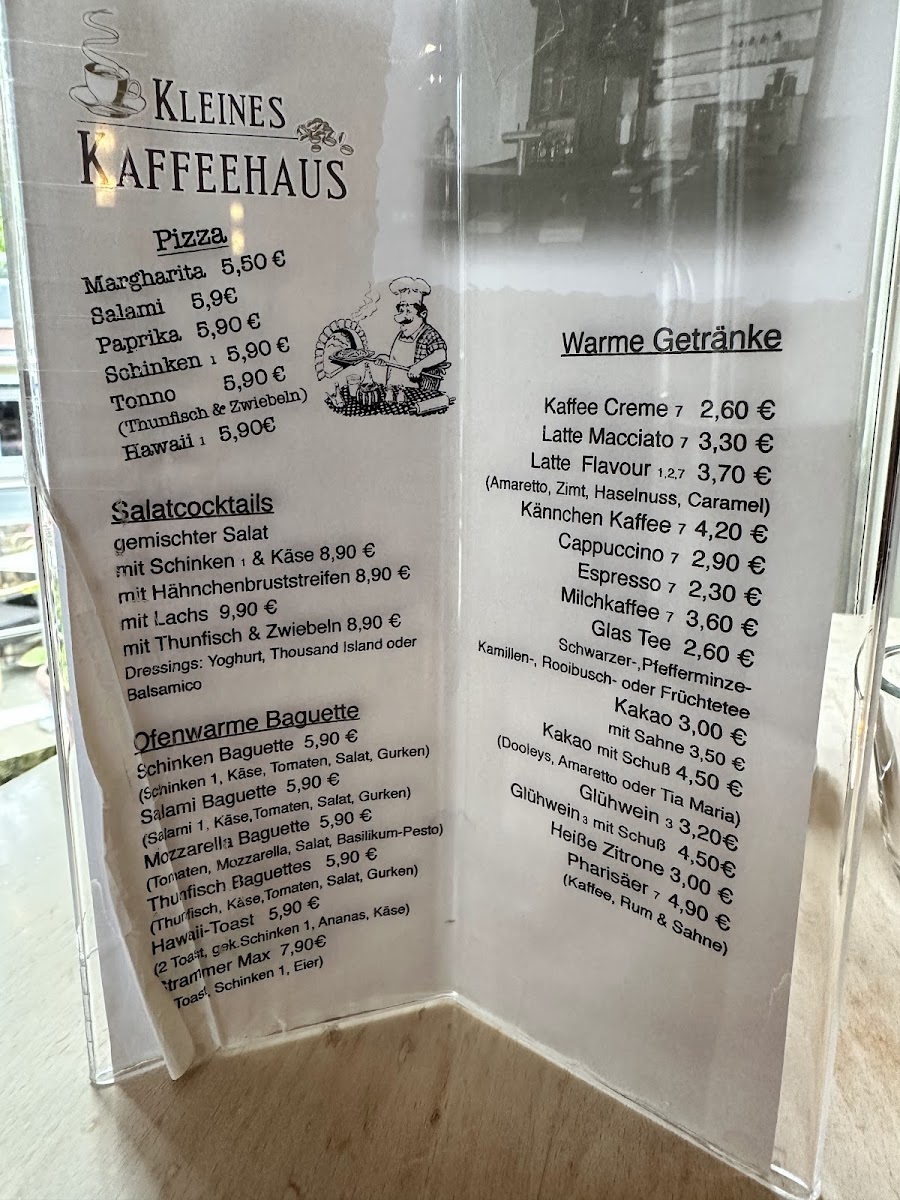 KLEINES
KAFFEEHAUS
Pizza
Margharita 5,50 €
Salami 5,9€
Paprika 5,90 €
Schinken 1 5,90 €
Tonno 5,90 €
(Thunfisch & Zwiebeln)
Hawaii 1 5,90€
Salatcocktails
gemischter Salat
mit Schinken 1 & Käse 8,90 €
mit Hähnchenbruststreifen 8,90 €
mit Lachs 9,90 €
mit Thunfisch & Zwiebeln 8,90 €
Dressings: Yoghurt, Thousand Island oder
Balsamico
Ofenwarme Baguette
Schinken Baguette 5,90 €
(Schinken 1, Käse, Tomaten, Salat, Gurken)
Salami Baguette 5,90 €
(Salami 1, Käse,Tomaten, Salat, Gurken)
Mozzarella Baguette 5,90 €
(Tomaten, Mozzarella, Salat, Basilikum-Pesto)
Thunfisch Baguettes 5,90 €
(Thunfisch, Käse,Tomaten, Salat, Gurken)
Hawaii-Toast 5,90 €
(2 Toast, gek.Schinken 1, Ananas, Käse)
Strammer Max 7,90€
Toast, Schinken 1, Eier)
Warme Getränke
Kaffee Creme 7 2,60 €
Latte Macciato 7 3,30 €
Latte Flavour 1,2,7 3,70 €
(Amaretto, Zimt, Haselnuss, Caramel)
Kännchen Kaffee 7 4,20 €
Cappuccino 7 2,90 €
Espresso 7 2,30 €
Milchkaffee 7 3,60 €
Glas Tee 2,60 €
Schwarzer-,Pfefferminze-
Kamillen-, Rooibusch- oder Früchtetee
Kakao 3,00 €
mit Sahne 3,50 €
Kakao mit Schuß 4,50 €
(Dooleys, Amaretto oder Tia Maria)
Glühwein 3 3,20€
Glühwein 3 mit Schuß 4,50€
Heiße Zitrone 3,00 €
Pharisäer 7 4,90 €
(Kaffee, Rum & Sahne)